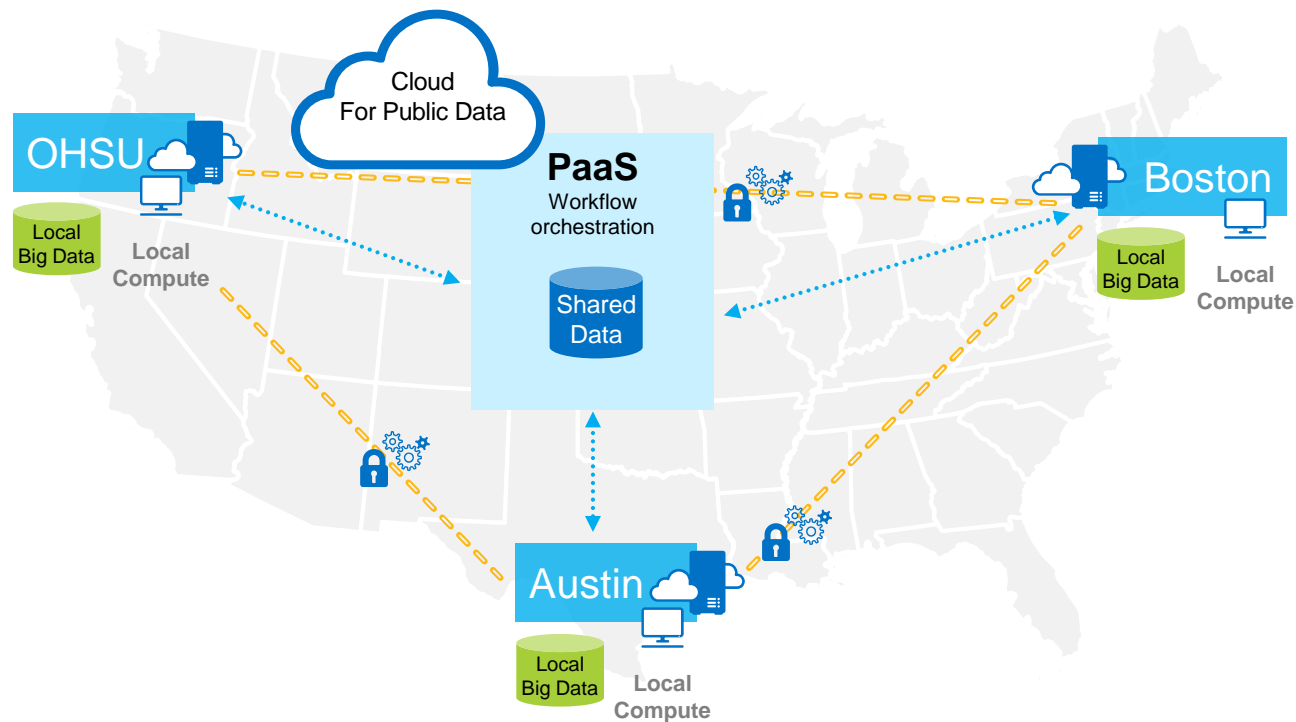 Cloud
For Public Data
OHSU
PaaS
Workflow
orchestration
Boston
Local
Big Data
Local
Compute
Shared
Data
Local
Big Data
Local
Compute
Austin
Local
Big Data
Local
Compute